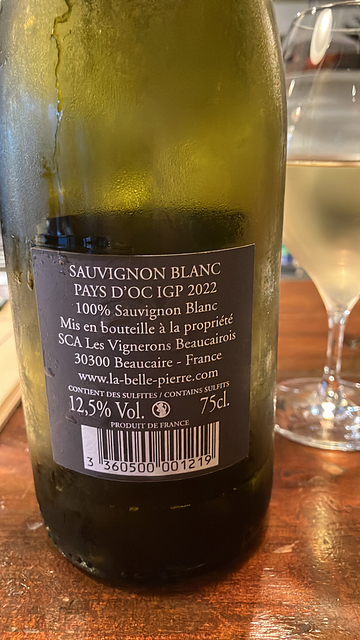 SAUVIGNON BLANC
PAYS D'OC IGP 2022
100% Sauvignon Blanc
Mis en bouteille à la propriété
SCA Les Vignerons Beaucairois
30300 Beaucaire - France
www.la-belle-pierre.com
CONTIENT DES SULFITES / CONTAINS SULFITS
12.5% Vol. 75cl.
PRODUIT DE FRANCE
3 360500 001219